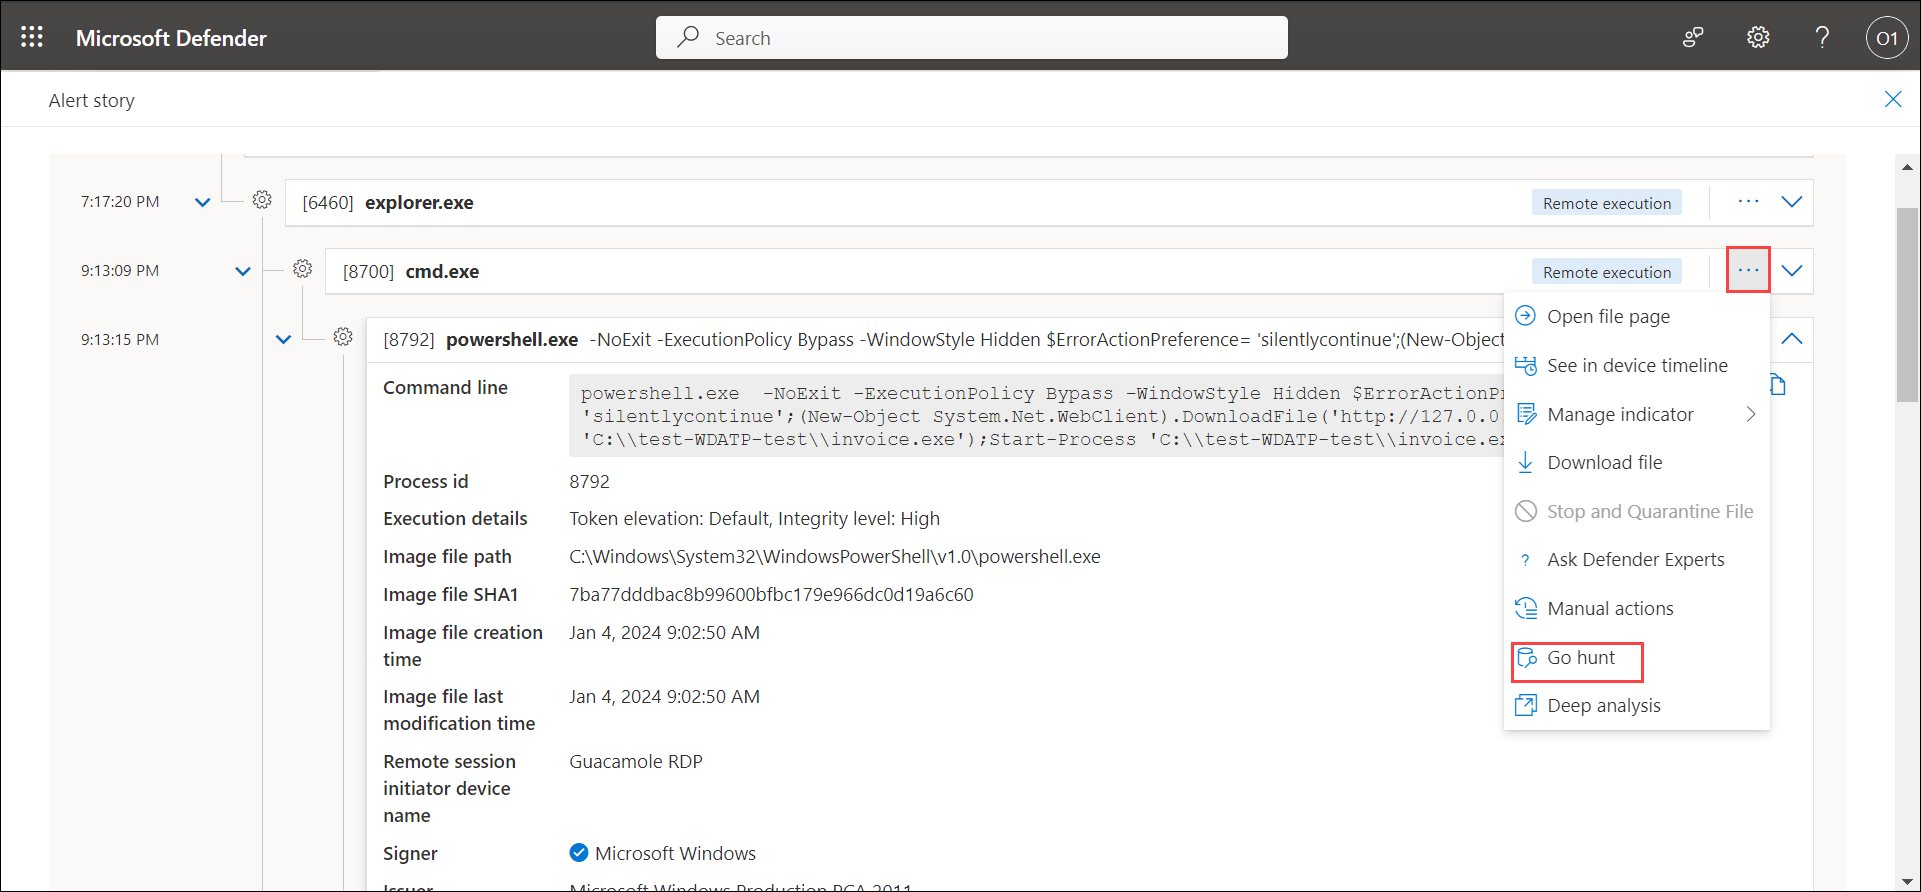 Microsoft Defender
Search
O1
Alert story
7:17:20 PM
[6460] explorer.exe
Remote execution
9:13:09 PM
[8700] cmd.exe
Remote execution
9:13:15 PM
[8792] powershell.exe -NoExit -ExecutionPolicy Bypass -WindowStyle Hidden $ErrorActionPreference= 'silentlycontinue';(New-Object
Command line
powershell.exe  -NoExit -ExecutionPolicy Bypass -WindowStyle Hidden $ErrorActionPr
'silentlycontinue';(New-Object System.Net.WebClient).DownloadFile('http://127.0.0.
'C:\\test-WDATP-test\\invoice.exe');Start-Process 'C:\\test-WDATP-test\\invoice.ex
Process id
8792
Execution details
Token elevation: Default, Integrity level: High
Image file path
C:\Windows\System32\WindowsPowerShell\v1.0\powershell.exe
Image file SHA1
7ba77dddbac8b99600bfbc179e966dc0d19a6c60
Image file creation
time
Jan 4, 2024 9:02:50 AM
Image file last
modification time
Jan 4, 2024 9:02:50 AM
Remote session
initiator device
name
Guacamole RDP
Signer
Microsoft Windows
Issuer
Microsoft Windows Production PCA 2011
Open file page
See in device timeline
Manage indicator
Download file
Stop and Quarantine File
Ask Defender Experts
Manual actions
Go hunt
Deep analysis